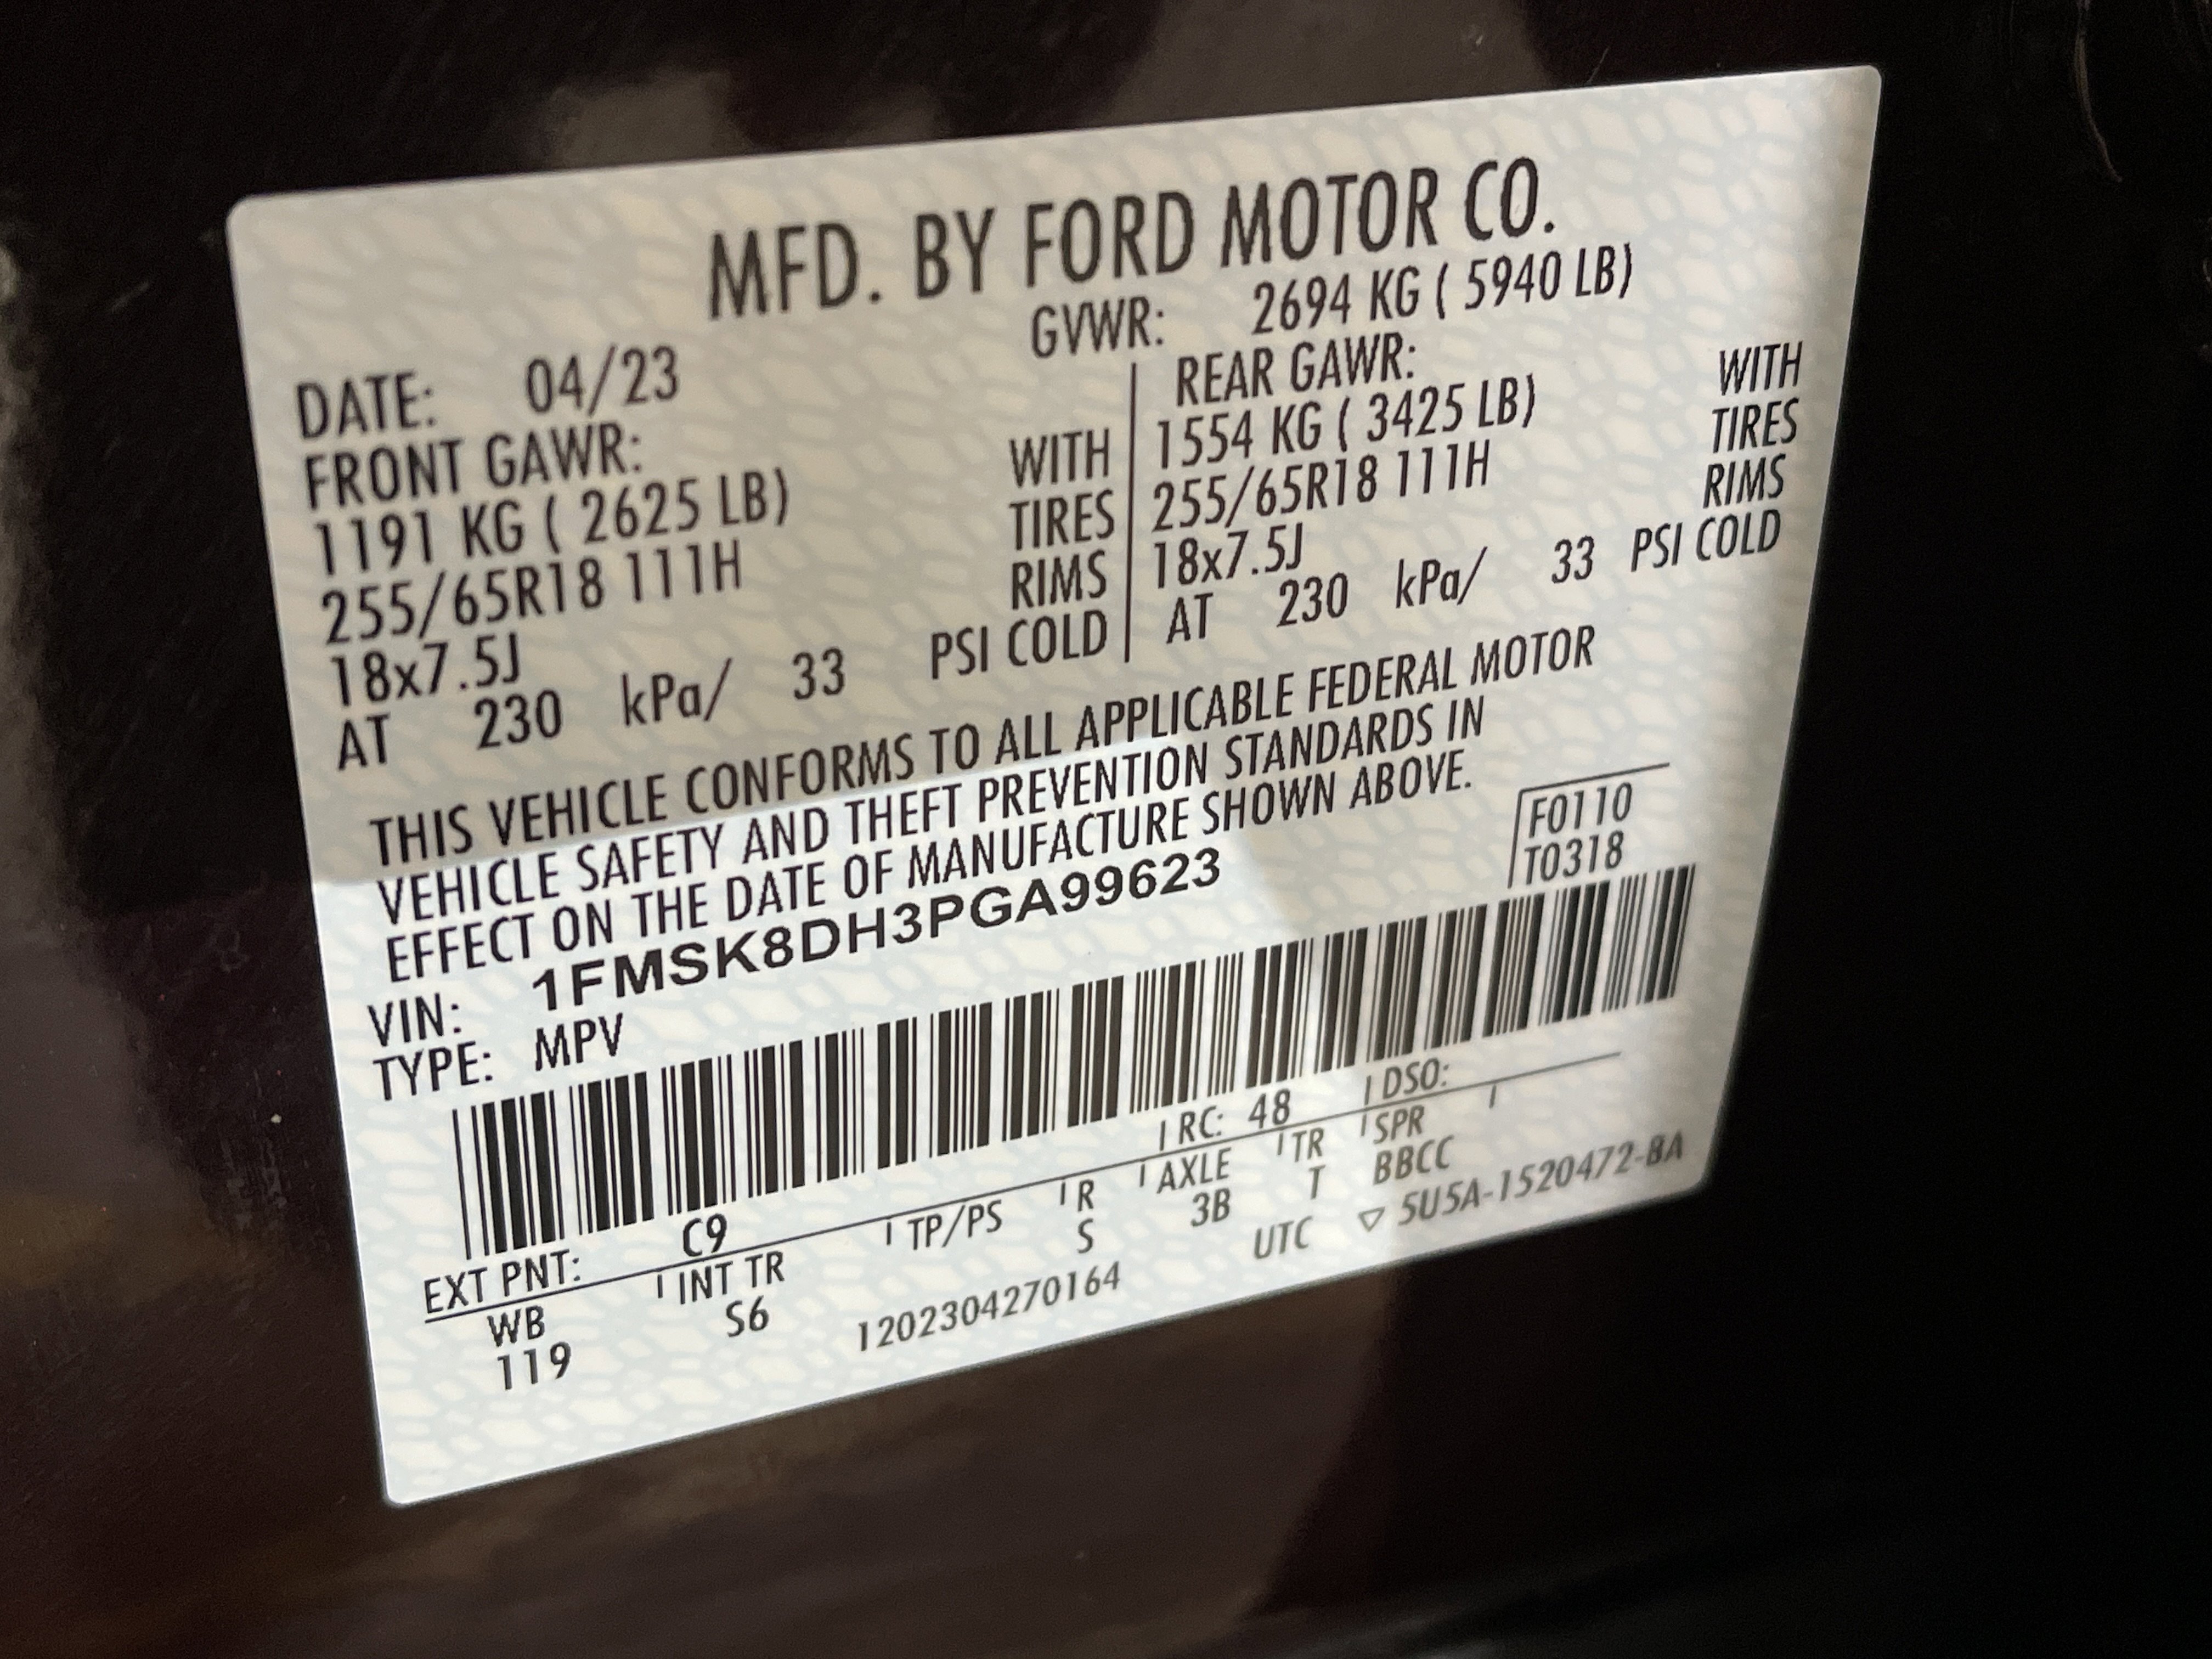 MFD. BY FORD MOTOR CO.
DATE: 04/23 GVWR: 2694 KG ( 5940 LB)
FRONT GAWR: REAR GAWR:
1191 KG ( 2625 LB) WITH 1554 KG ( 3425 LB) WITH
255/65R18 111H TIRES 255/65R18 111H TIRES
18x7.5J RIMS 18x7.5J RIMS
AT 230 kPa/ 33 PSI COLD AT 230 kPa/ 33 PSI COLD
THIS VEHICLE CONFORMS TO ALL APPLICABLE FEDERAL MOTOR
VEHICLE SAFETY AND THEFT PREVENTION STANDARDS IN
EFFECT ON THE DATE OF MANUFACTURE SHOWN ABOVE.
F0110
VIN: 1FMSK8DH3PGA99623 T0318
TYPE: MPV
EXT PNT: C9 RC: 48 DSO:
WB INT TR TP/PS R AXLE TR SPR
119 S6 S 3B T BBCC
1202304270164 UTC ▽ 5U5A-1520472-BA